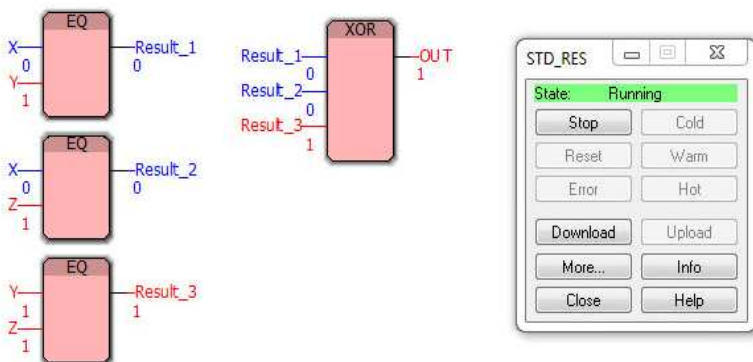 EQ
X
0
Y
1
Result_1
0
EQ
X
0
Z
1
Result_2
0
EQ
Y
1
Z
1
Result_3
1
XOR
Result_1
0
Result_2
0
Result_3
1
OUT
1
STD_RES
State: Running
Stop Cold
Reset Warm
Error Hot
Download Upload
More... Info
Close Help